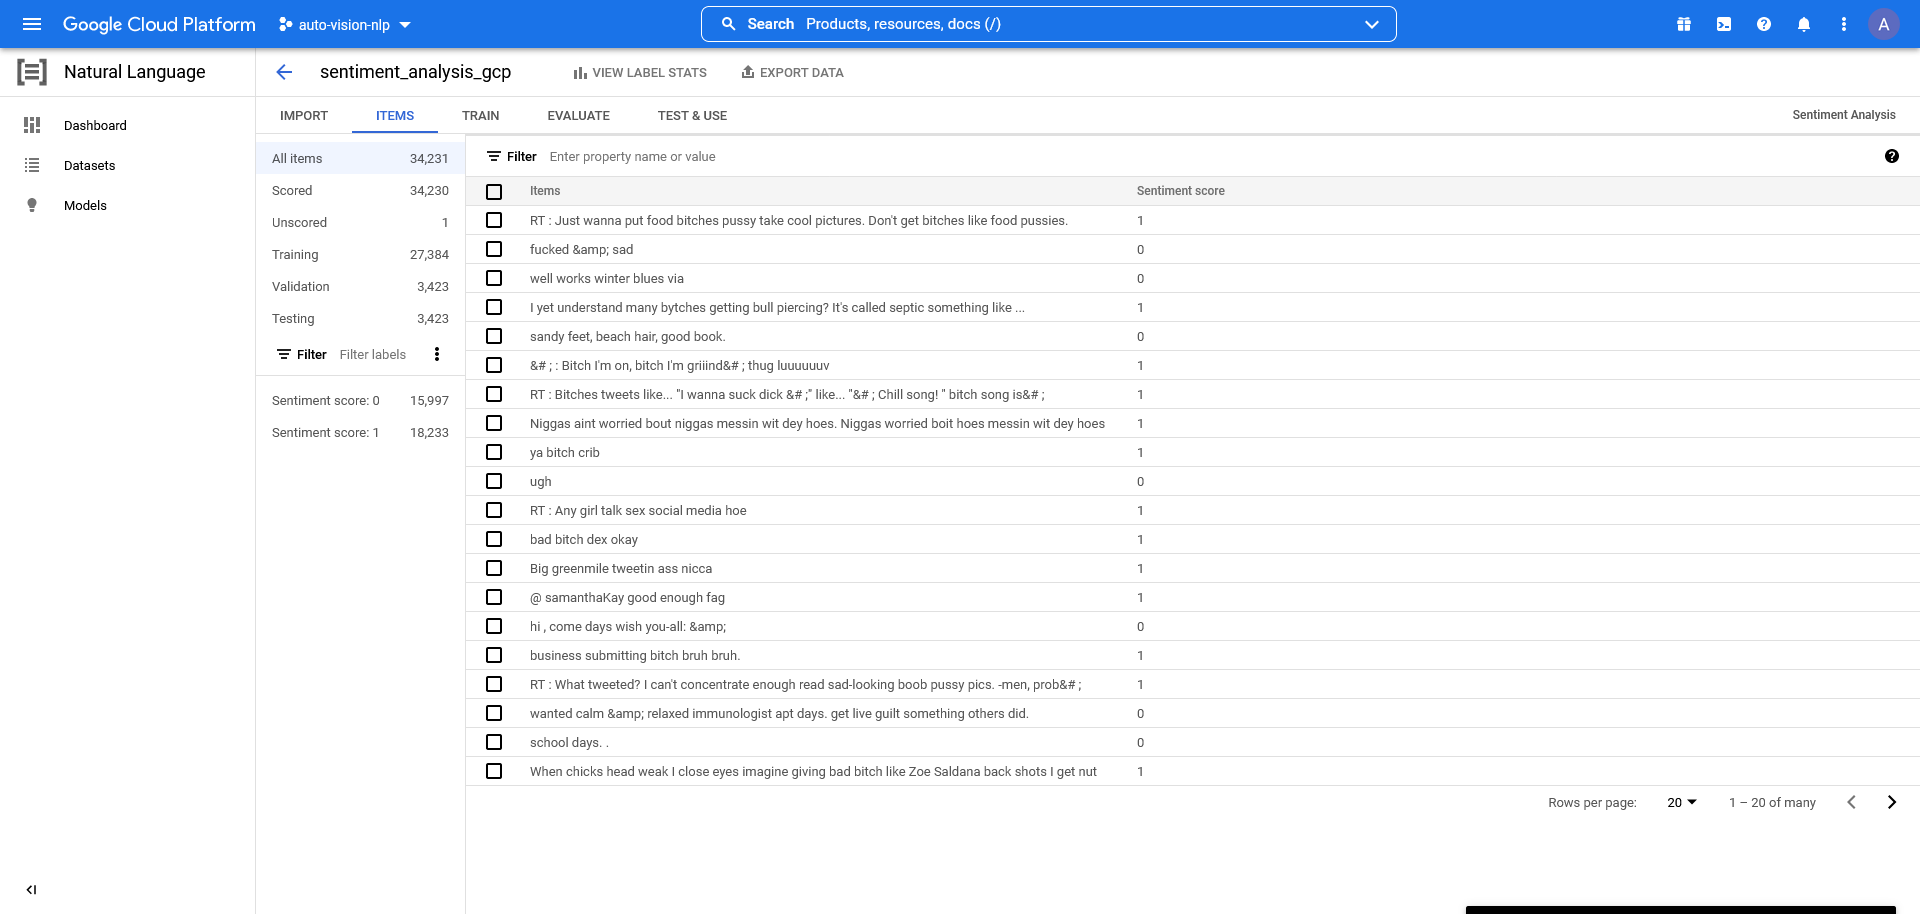 Google Cloud Platform auto-vision-nlp Search Products, resources, docs (/) A
Natural Language sentiment_analysis_gcp VIEW LABEL STATS EXPORT DATA
IMPORT ITEMS TRAIN EVALUATE TEST & USE Sentiment Analysis
Dashboard
Datasets
Models
All items 34,231
Scored 34,230
Unscored 1
Training 27,384
Validation 3,423
Testing 3,423
Filter Filter labels
Sentiment score: 0 15,997
Sentiment score: 1 18,233
Filter Enter property name or value
Items Sentiment score
RT : Just wanna put food bitches pussy take cool pictures. Don't get bitches like food pussies. 1
fucked &amp; sad 0
well works winter blues via 0
I yet understand many bytches getting bull piercing? It's called septic something like ... 1
sandy feet, beach hair, good book. 0
&# ; : Bitch I'm on, bitch I'm griiind&# ; thug luuuuuuv 1
RT : Bitches tweets like... "I wanna suck dick &# ;" like... "&# ; Chill song! " bitch song is&# ; 1
Niggas aint worried bout niggas messin wit dey hoes. Niggas worried boit hoes messin wit dey hoes 1
ya bitch crib 1
ugh 0
RT : Any girl talk sex social media hoe 1
bad bitch dex okay 1
Big greenmile tweetin ass nicca 1
@ samanthaKay good enough fag 1
hi , come days wish you-all: &amp; 0
business submitting bitch bruh bruh. 1
RT : What tweeted? I can't concentrate enough read sad-looking boob pussy pics. -men, prob&# ; 1
wanted calm &amp; relaxed immunologist apt days. get live guilt something others did. 0
school days. . 0
When chicks head weak I close eyes imagine giving bad bitch like Zoe Saldana back shots I get nut 1
Rows per page: 20 1 – 20 of many